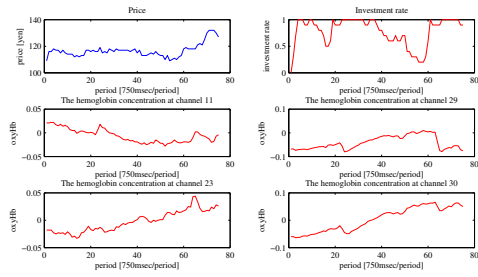 Price
price [yen]
140
120
100
0 20 40 60 80
period [750msec/period]
Investment rate
investment rate
1
0.5
0
0 20 40 60 80
period [750msec/period]
The hemoglobin concentration at channel 11
oxyHb
0.05
0
−0.05
0 20 40 60 80
period [750msec/period]
The hemoglobin concentration at channel 29
oxyHb
0.1
0
−0.1
0 20 40 60 80
period [750msec/period]
The hemoglobin concentration at channel 23
oxyHb
0.05
0
−0.05
0 20 40 60 80
period [750msec/period]
The hemoglobin concentration at channel 30
oxyHb
0.1
0
−0.1
0 20 40 60 80
period [750msec/period]